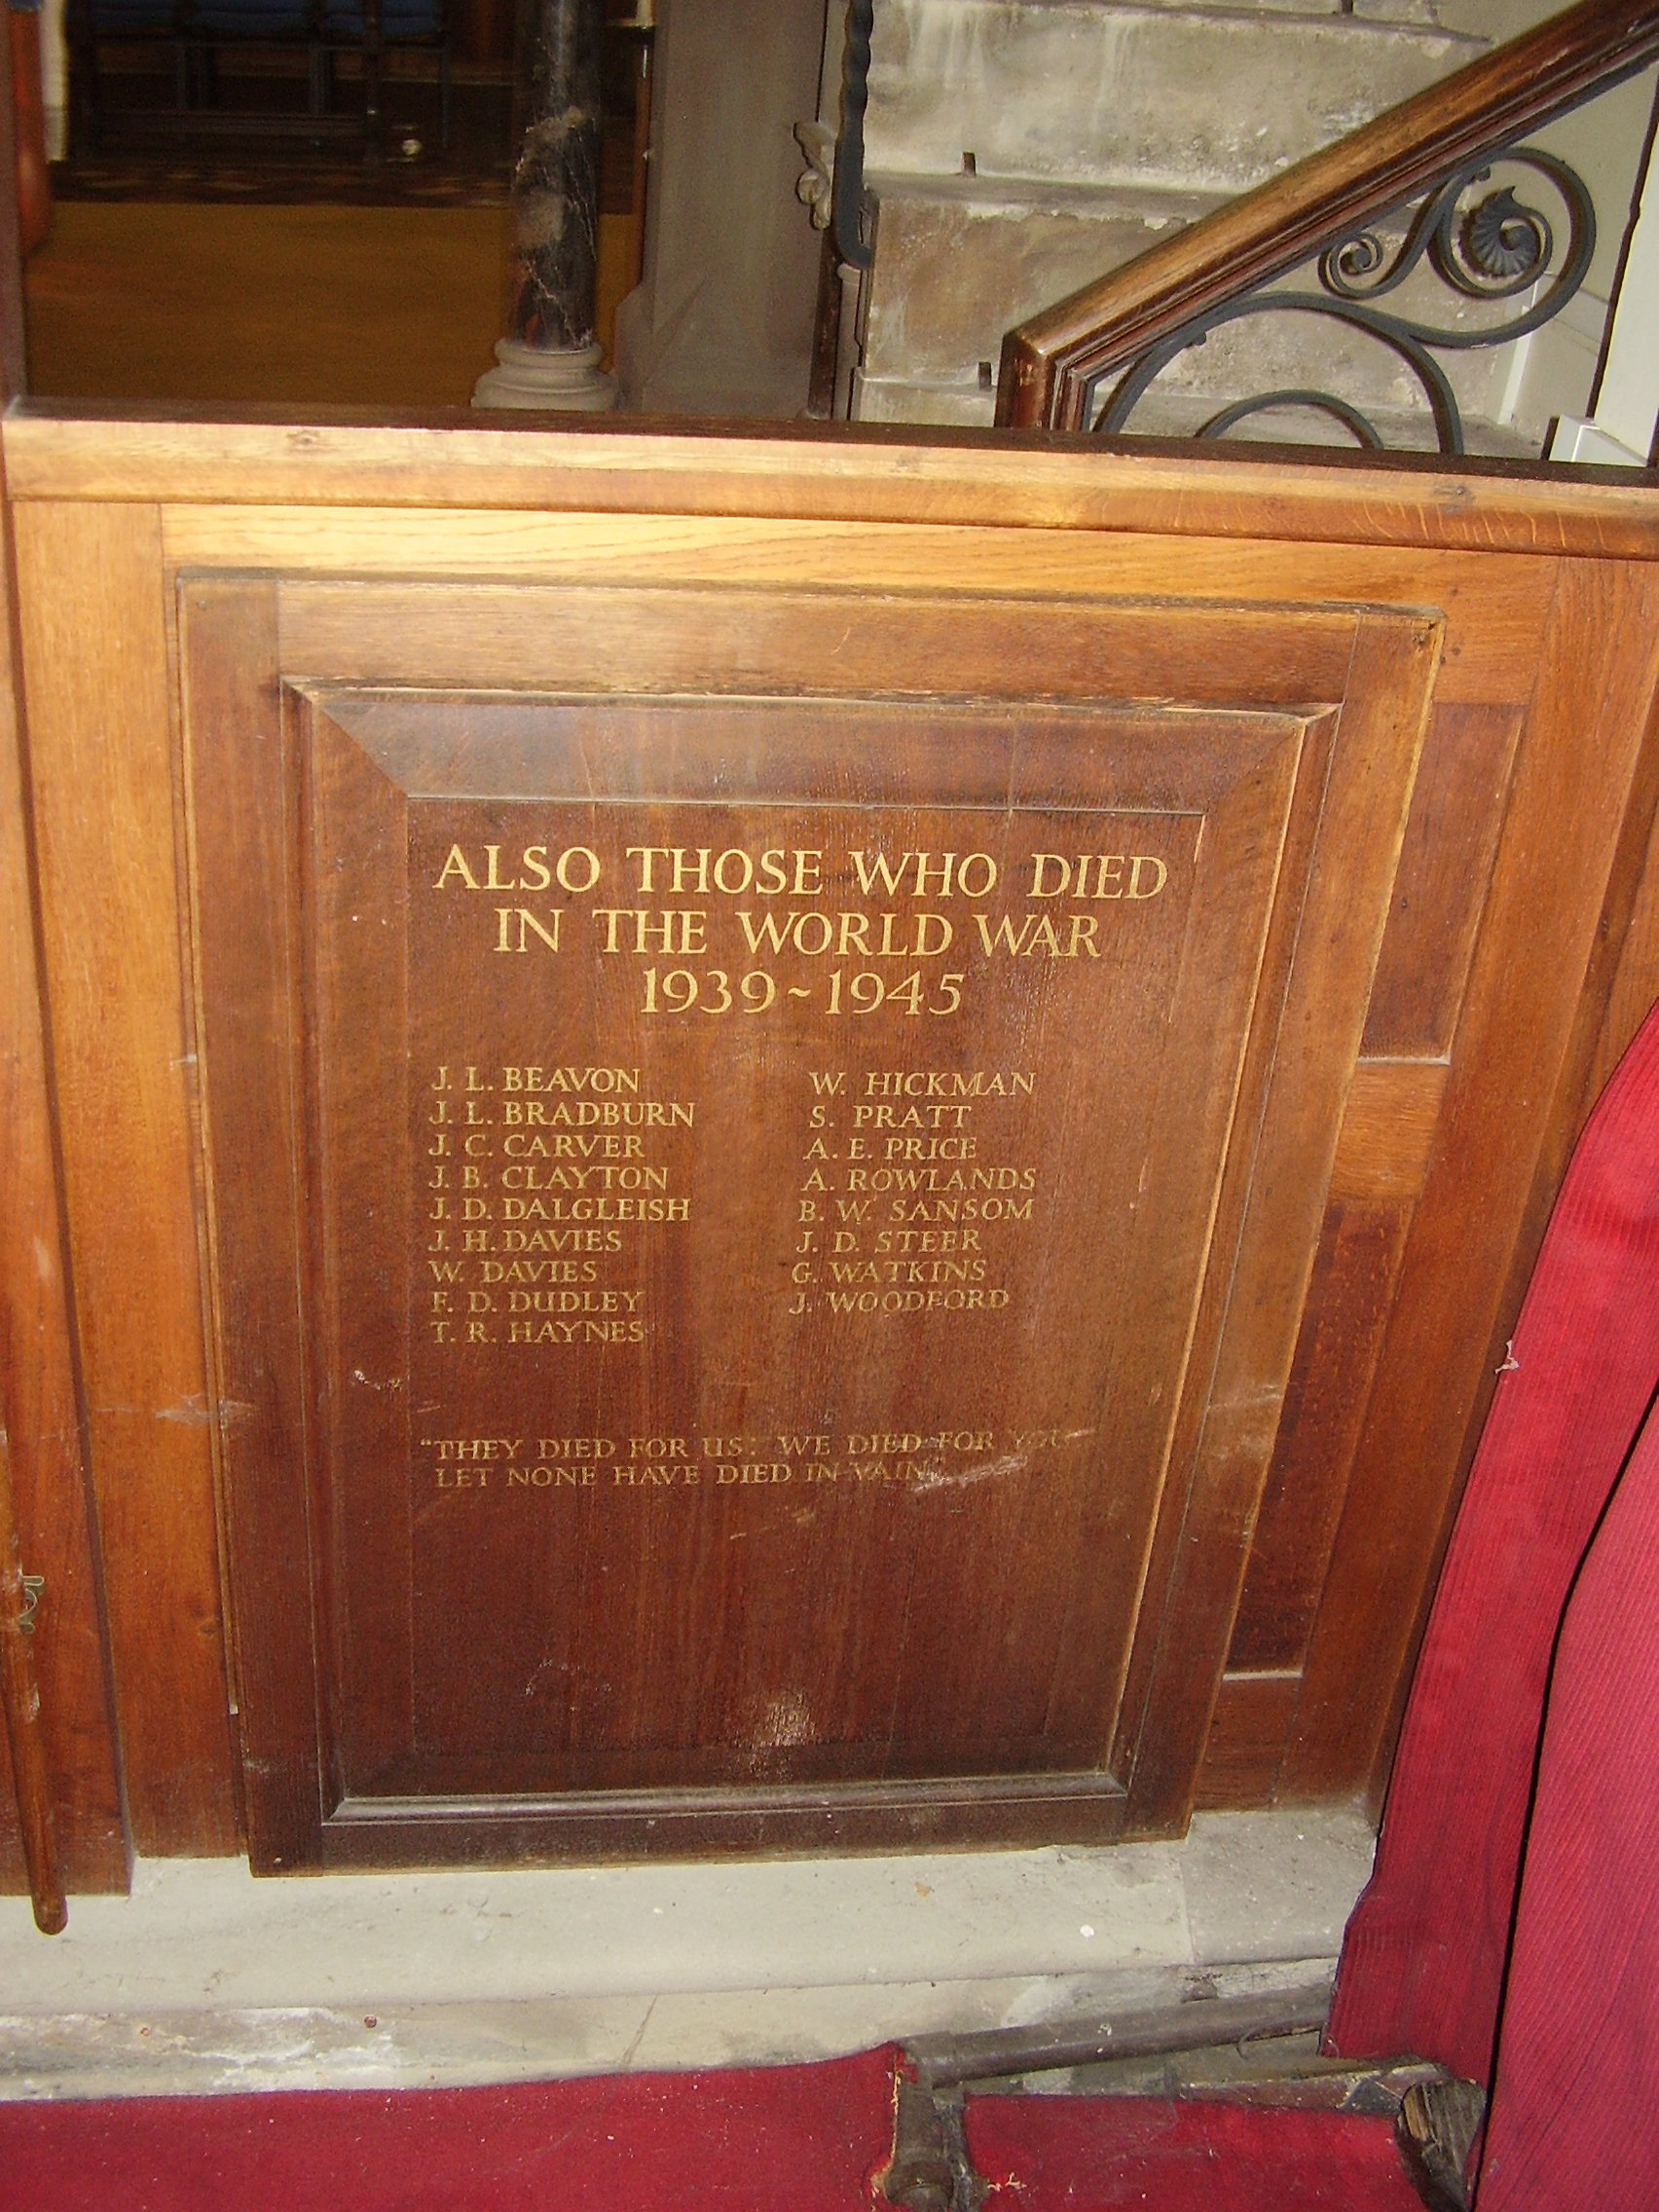 ALSO THOSE WHO DIED
IN THE WORLD WAR
1939~1945
J. L. BEAVON
J. L. BRADBURN
J. C. CARVER
J. B. CLAYTON
J. D. DALGLEISH
J. H. DAVIES
W. DAVIES
F. D. DUDLEY
T. R. HAYNES
W. HICKMAN
S. PRATT
A. E. PRICE
A. ROWLANDS
B. W. SANSOM
J. D. STEER
G. WATKINS
J. WOODFORD
"THEY DIED FOR US: WE DIED FOR YOU
LET NONE HAVE DIED IN VAIN"